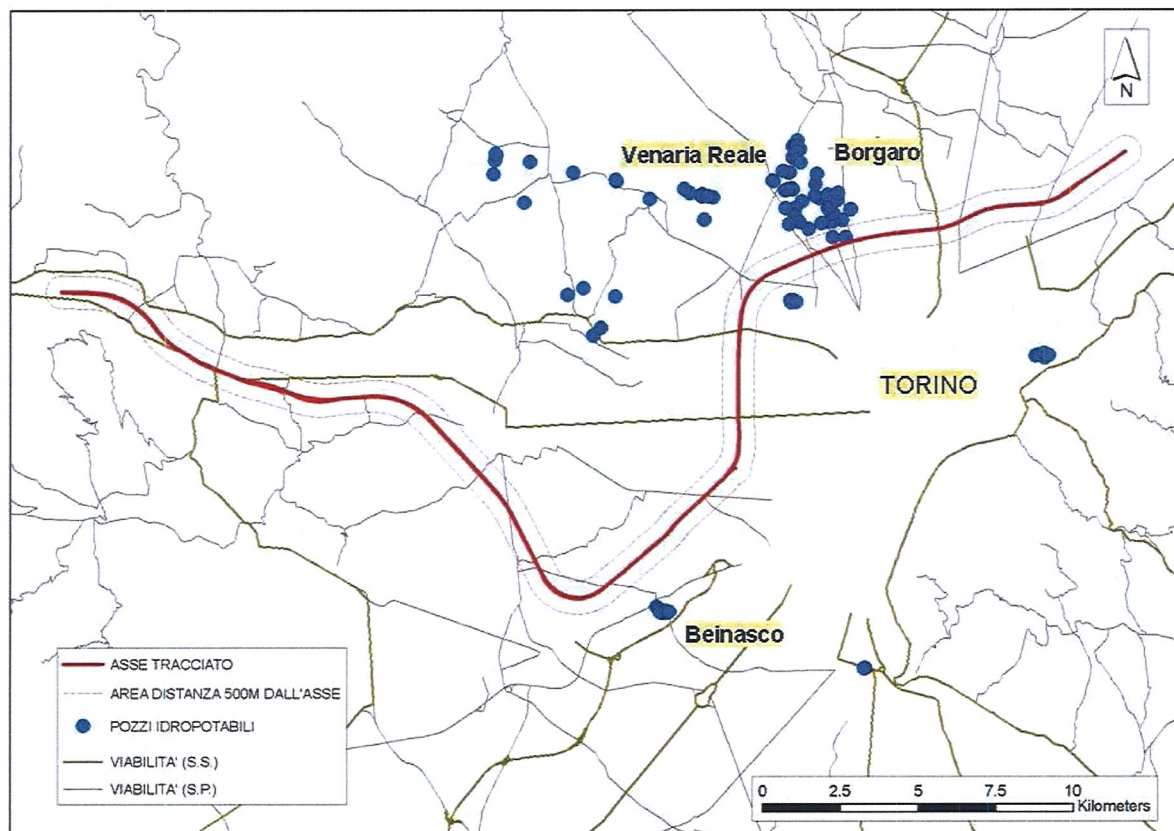 N
Venaria Reale
Borgaro
TORINO
Beinasco
ASSE TRACCIATO
AREA DISTANZA 500M DALL'ASSE
POZZI IDROPOTABILI
VIABILITA' (S.S.)
VIABILITA' (S.P.)
0 2.5 5 7.5 10
Kilometers